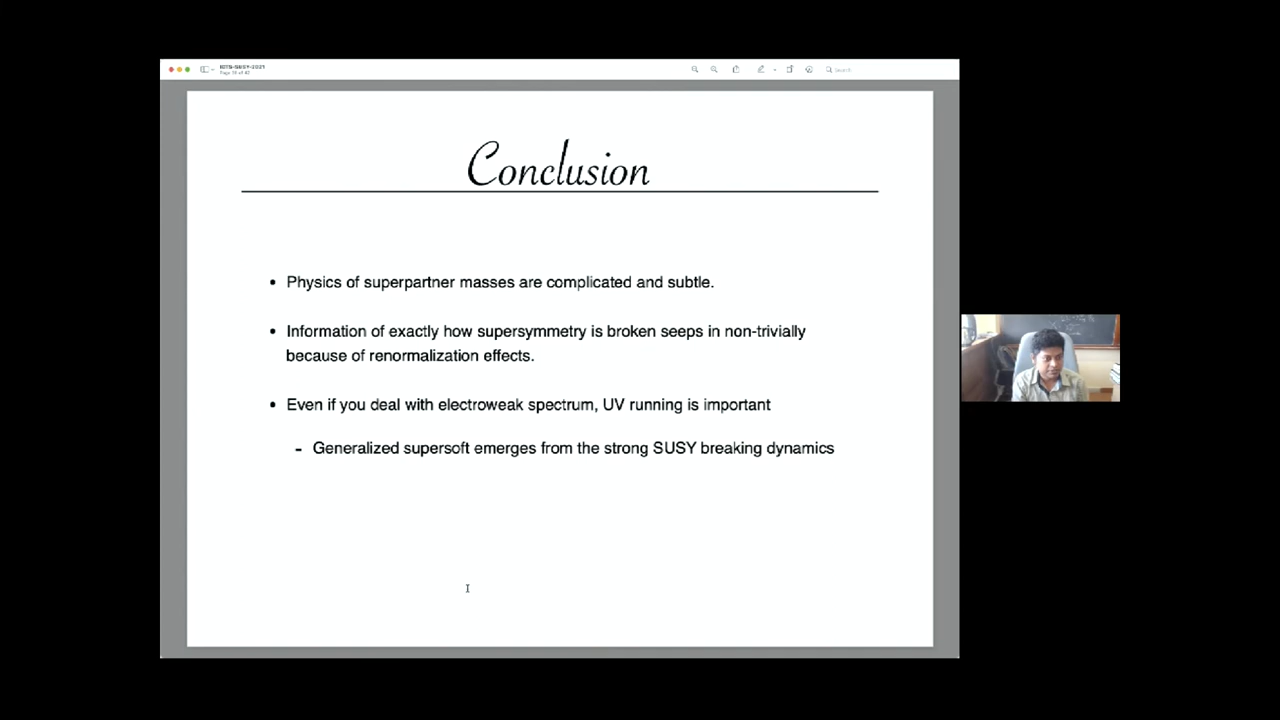 Conclusion
• Physics of superpartner masses are complicated and subtle.
• Information of exactly how supersymmetry is broken seeps in non-trivially
because of renormalization effects.
• Even if you deal with electroweak spectrum, UV running is important
- Generalized supersoft emerges from the strong SUSY breaking dynamics
Search